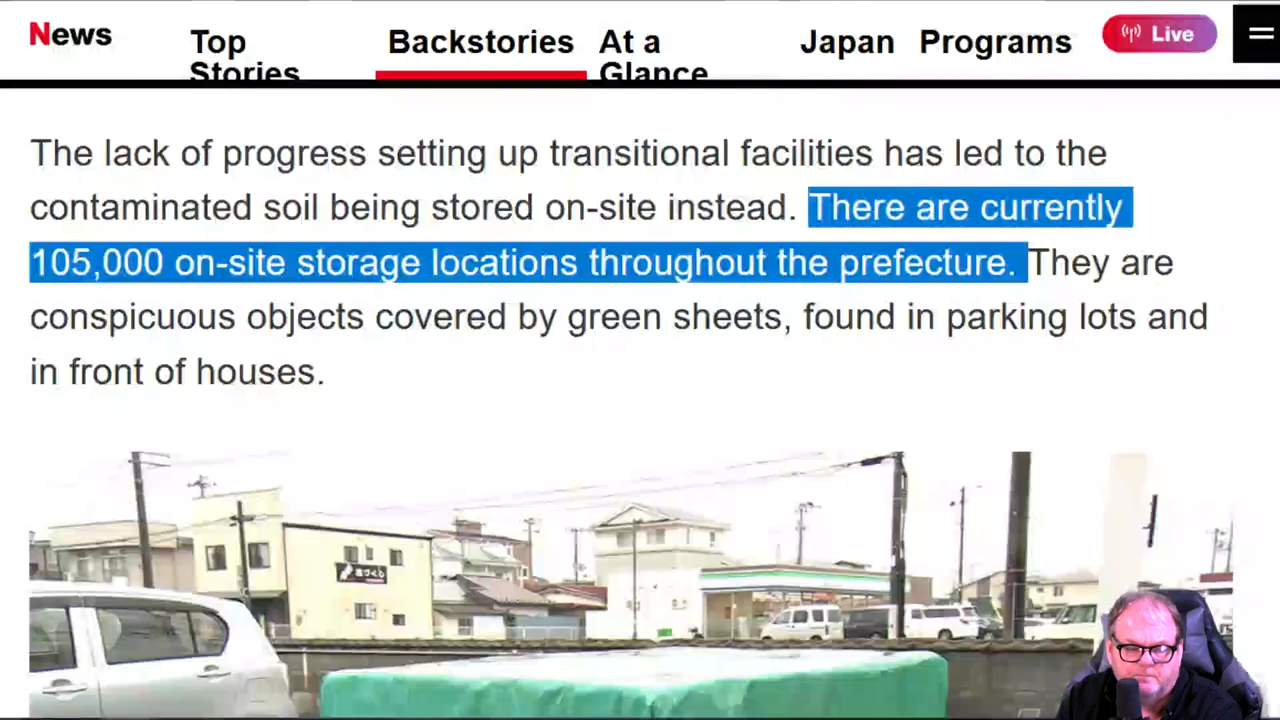 News
Top Stories
Backstories
At a Glance
Japan
Programs
Live
The lack of progress setting up transitional facilities has led to the
contaminated soil being stored on-site instead. There are currently
105,000 on-site storage locations throughout the prefecture. They are
conspicuous objects covered by green sheets, found in parking lots and
in front of houses.